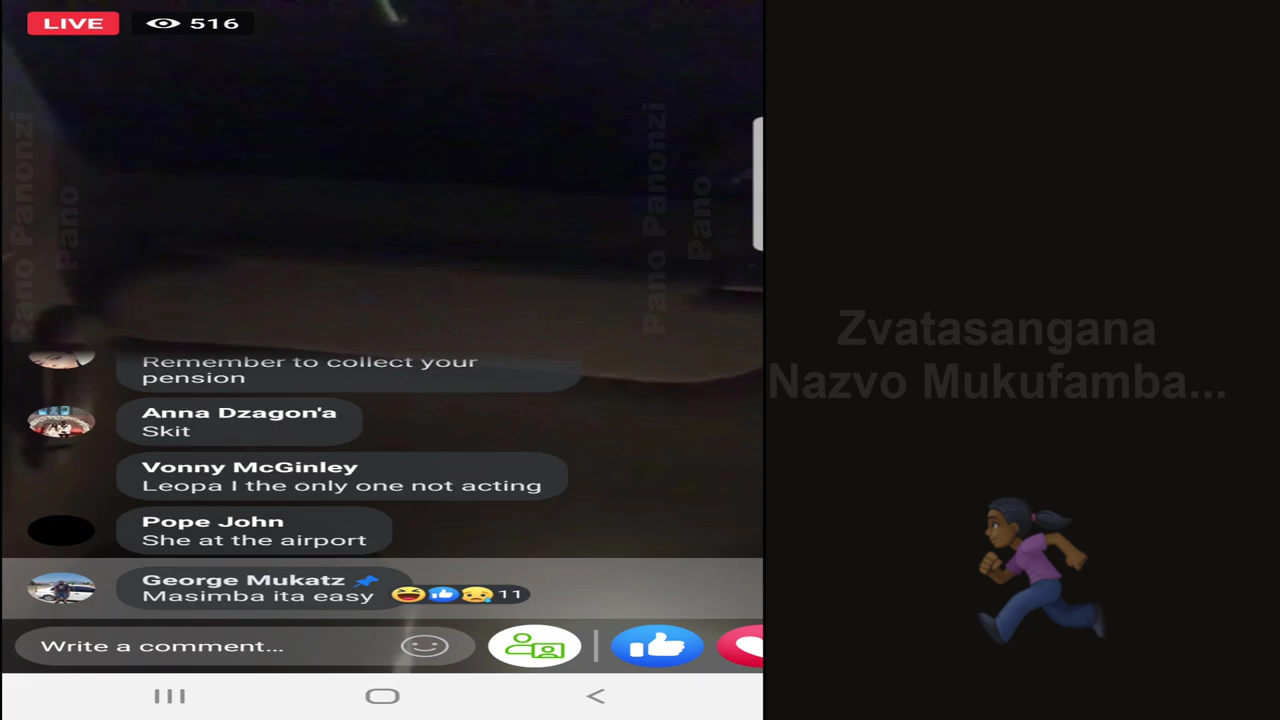 LIVE 516
Pano Panonzi
Pano
Pano Panonzi
Pano
Remember to collect your
pension
Anna Dzagon'a
Skit
Vonny McGinley
Leopa I the only one not acting
Pope John
She at the airport
George Mukatz
Masimba ita easy 11
Write a comment...
Zvatasangana
Nazvo Mukufamba...